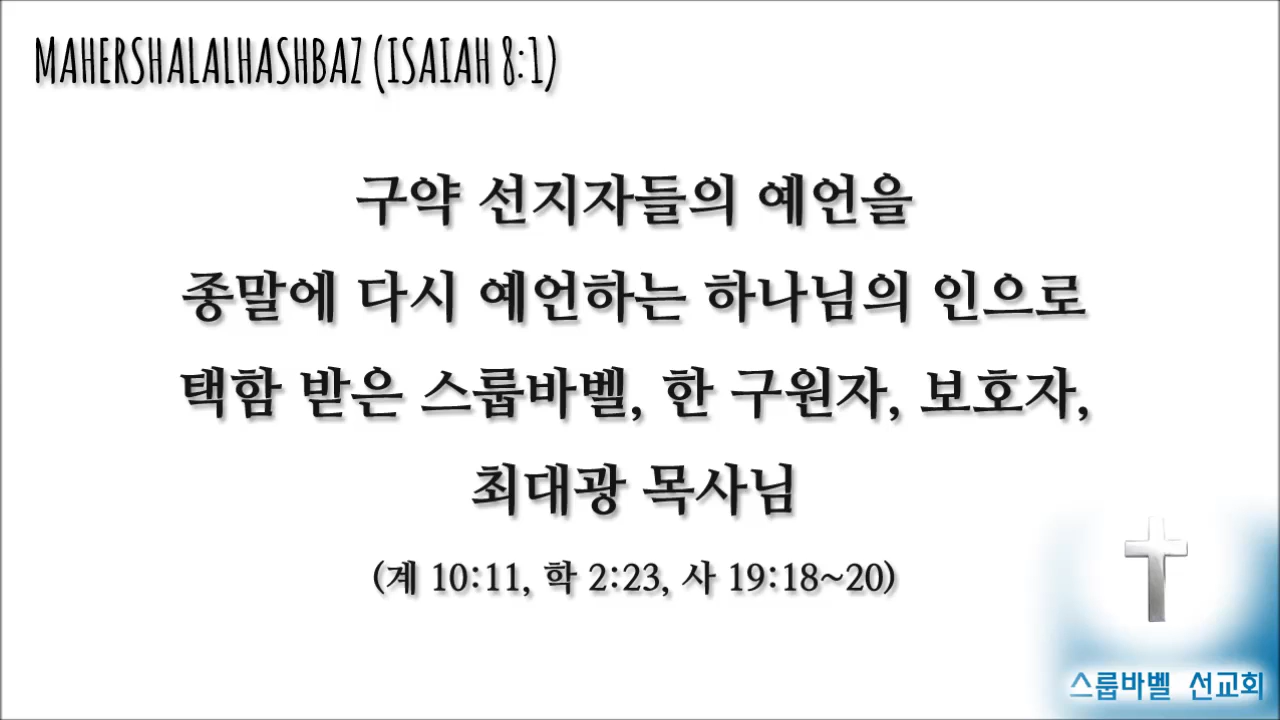 MAHERSHALALHASHBAZ (ISAIAH 8:1)
구약 선지자들의 예언을
종말에 다시 예언하는 하나님의 인으로
택함 받은 스룹바벨, 한 구원자, 보호자,
최대광 목사님
(계 10:11, 학 2:23, 사 19:18~20)
스룹바벨 선교회